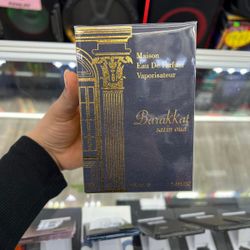 Maison
Eau De Parfum
Vaporisateur
Barakkat
satin oud